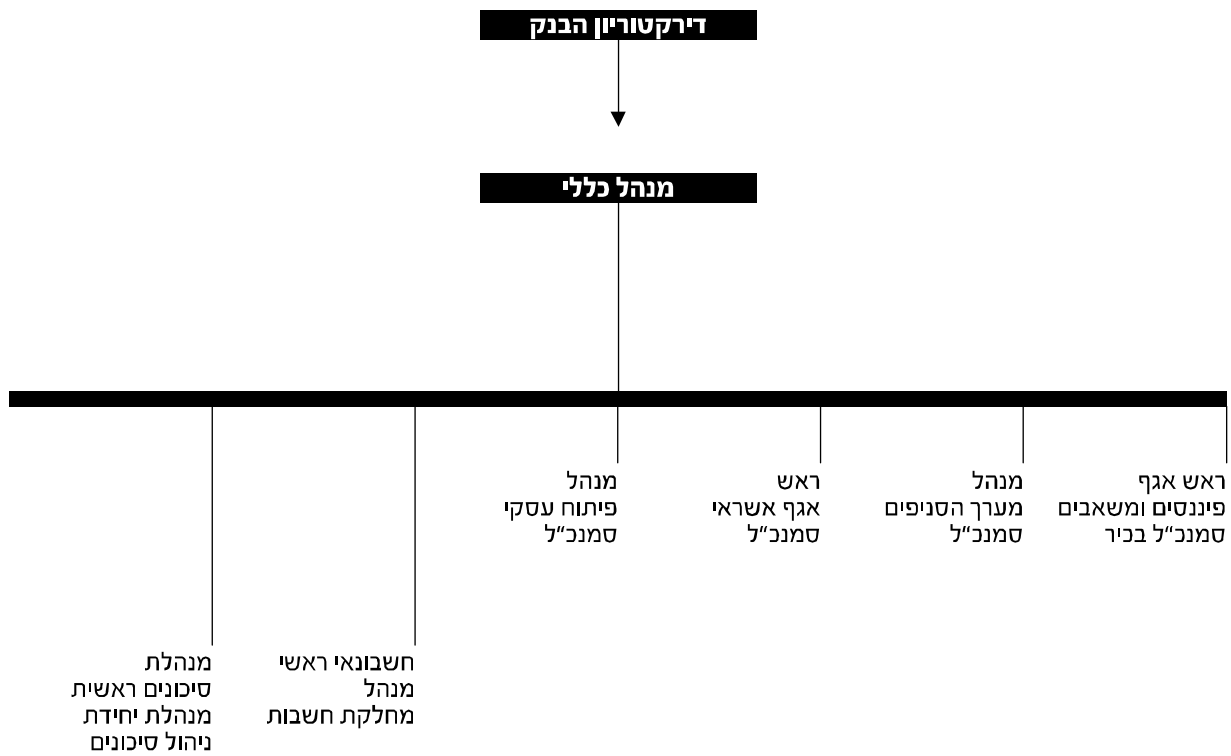 דירקטוריון הבנק
מנהל כללי
ראש אגף
פיננסים ומשאבים
סמנכ״ל בכיר
מנהל
מערך הסניפים
סמנכ״ל
ראש
אגף אשראי
סמנכ״ל
מנהל
פיתוח עסקי
סמנכ״ל
חשבונאי ראשי
מנהל
מחלקת חשבות
מנהלת
סיכונים ראשית
מנהלת יחידת
ניהול סיכונים